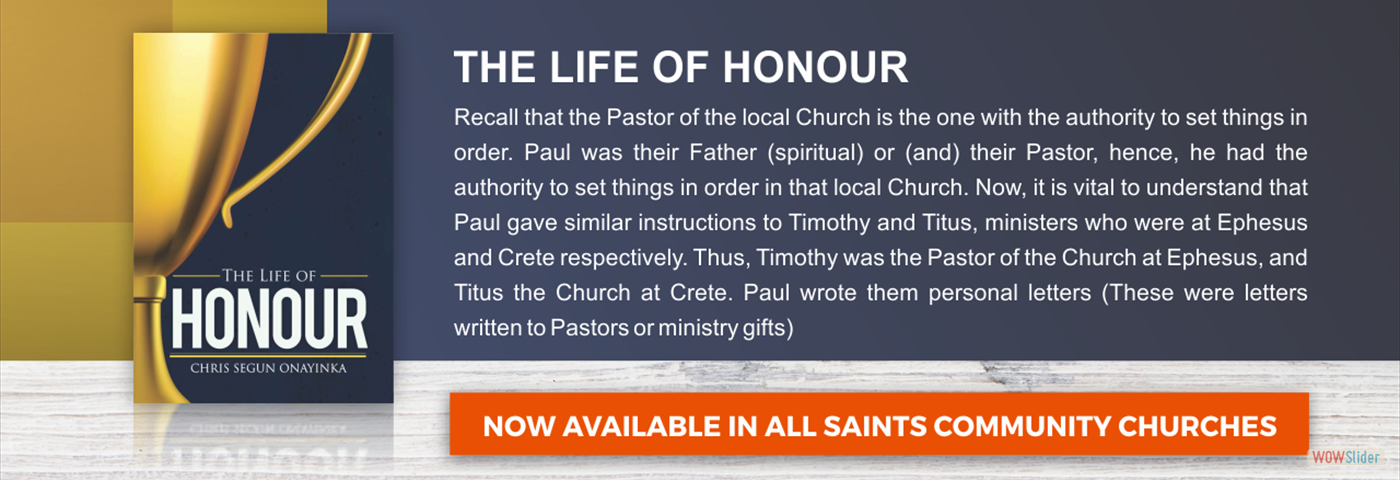 THE LIFE OF HONOUR
Recall that the Pastor of the local Church is the one with the authority to set things in
order. Paul was their Father (spiritual) or (and) their Pastor, hence, he had the
authority to set things in order in that local Church. Now, it is vital to understand that
Paul gave similar instructions to Timothy and Titus, ministers who were at Ephesus
and Crete respectively. Thus, Timothy was the Pastor of the Church at Ephesus, and
Titus the Church at Crete. Paul wrote them personal letters (These were letters
written to Pastors or ministry gifts)
THE LIFE OF
HONOUR
CHRIS SEGUN ONAYINKA
NOW AVAILABLE IN ALL SAINTS COMMUNITY CHURCHES
WOWSlider